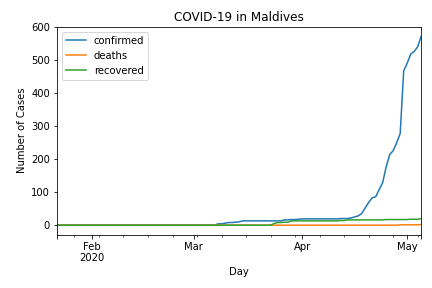 COVID-19 in Maldives
confirmed
deaths
recovered
Number of Cases
600
500
400
300
200
100
0
Feb
2020
Mar
Apr
May
Day